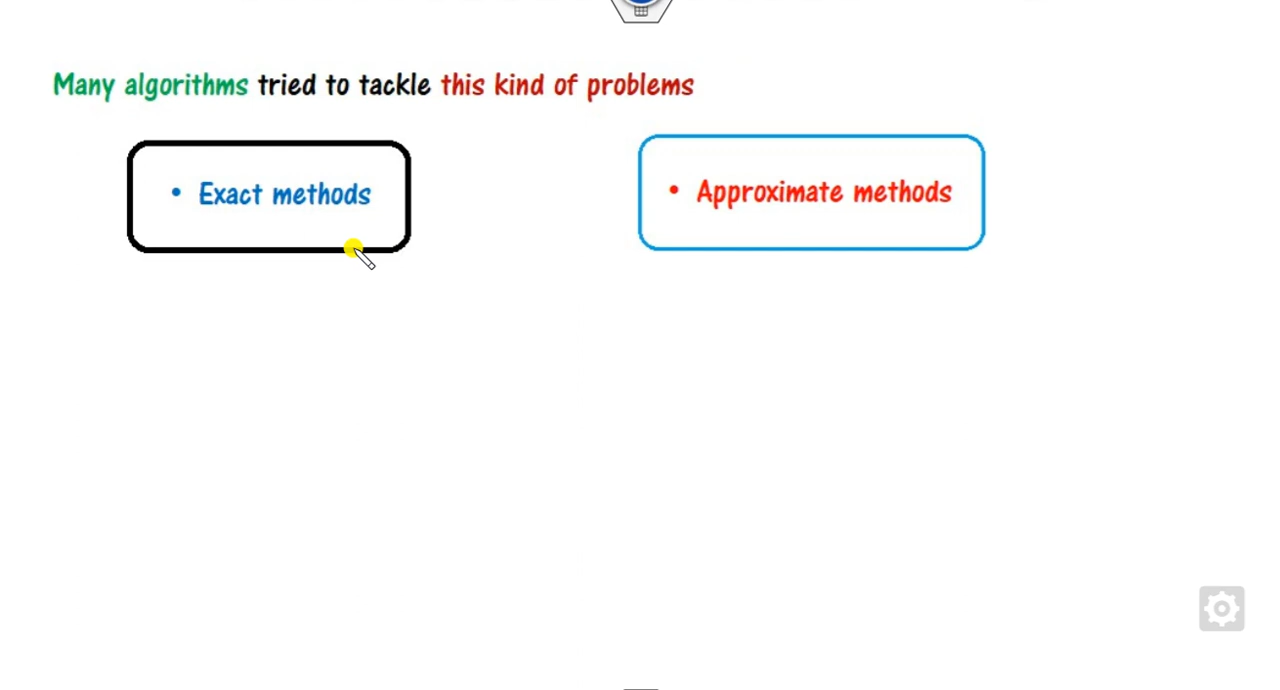 Many algorithms tried to tackle this kind of problems
• Exact methods
• Approximate methods